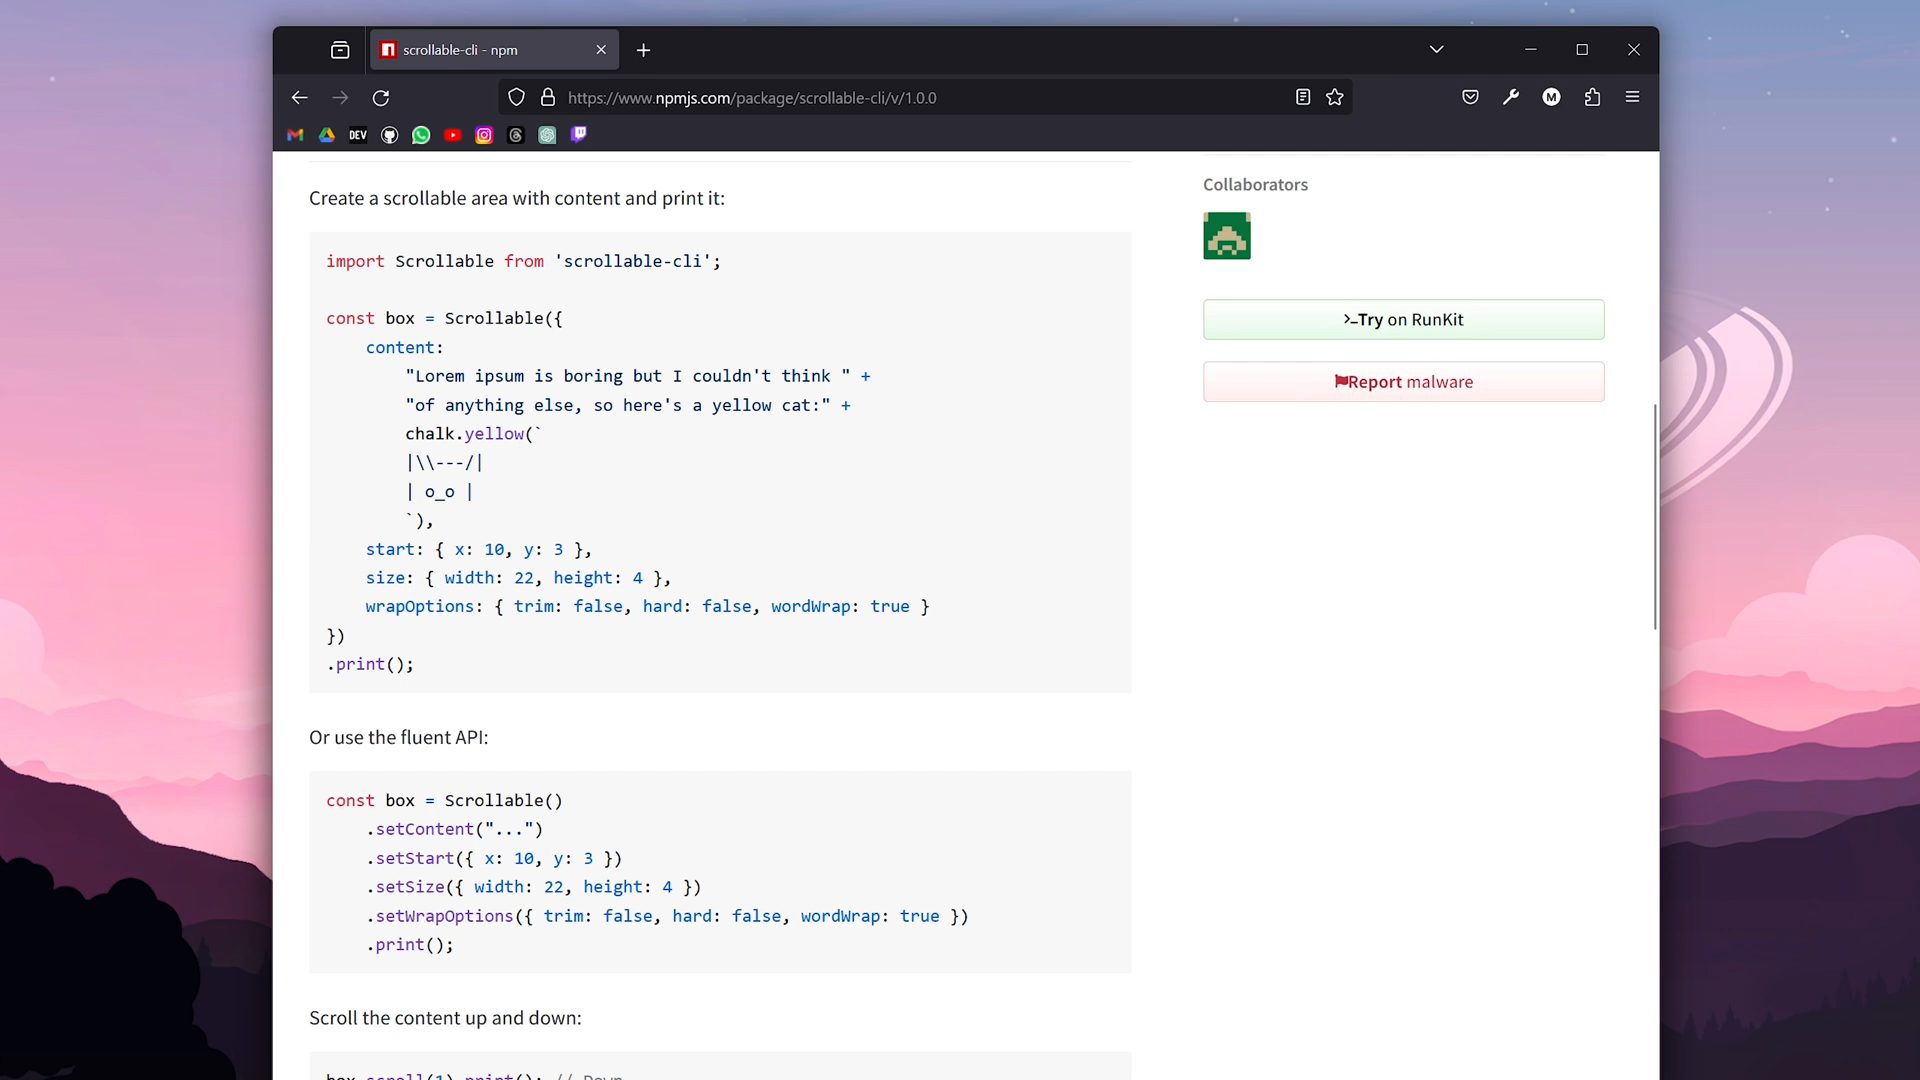 scrollable-cli - npm
https://www.npmjs.com/package/scrollable-cli/v/1.0.0
M
DEV
Create a scrollable area with content and print it:
import Scrollable from 'scrollable-cli';
const box = Scrollable({
content:
"Lorem ipsum is boring but I couldn't think " +
"of anything else, so here's a yellow cat:" +
chalk.yellow(`
|\\---/|
| o_o |
`),
start: { x: 10, y: 3 },
size: { width: 22, height: 4 },
wrapOptions: { trim: false, hard: false, wordWrap: true }
})
.print();
Or use the fluent API:
const box = Scrollable()
.setContent("...")
.setStart({ x: 10, y: 3 })
.setSize({ width: 22, height: 4 })
.setWrapOptions({ trim: false, hard: false, wordWrap: true })
.print();
Scroll the content up and down:
box.scroll(1).print(); // Down
Collaborators
>_Try on RunKit
Report malware